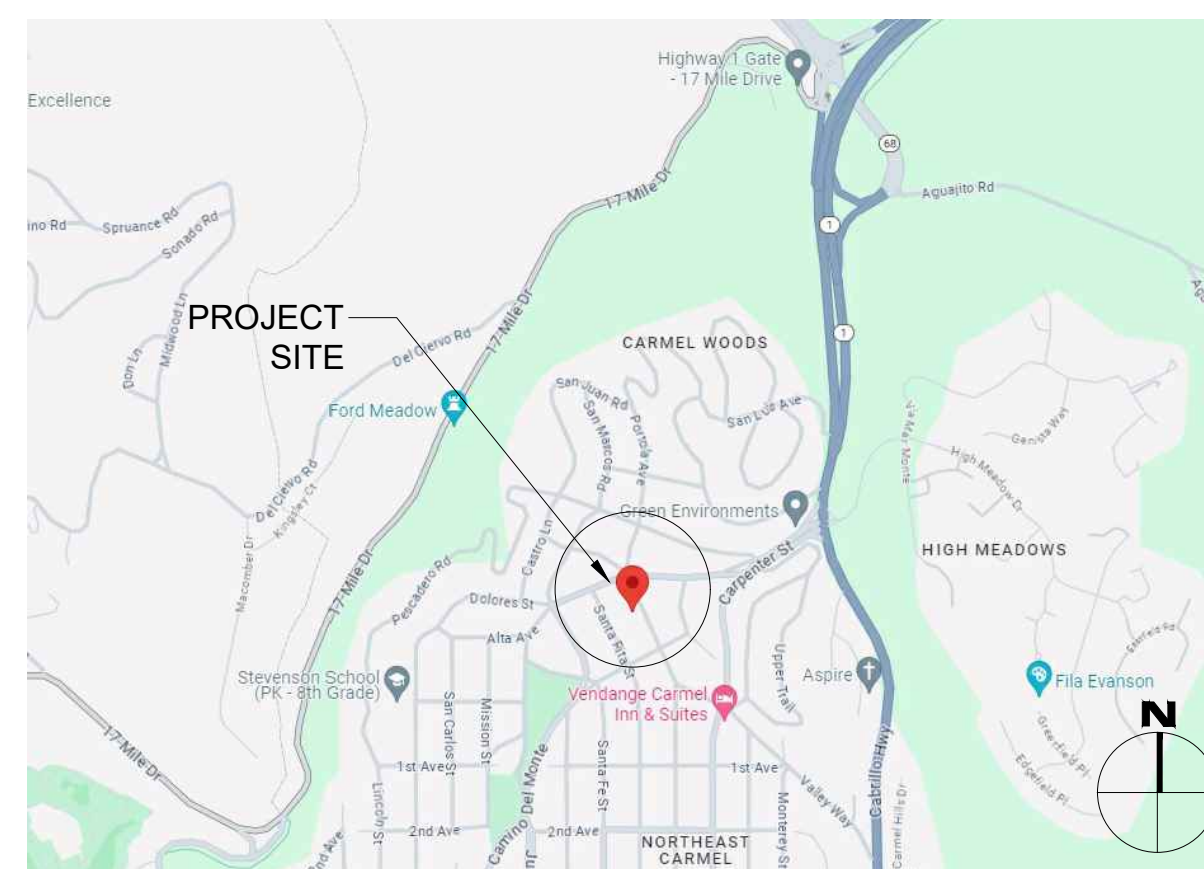 Highway 1 Gate
- 17 Mile Drive
Excellence
68
Aguajito Rd
17 Mile Dr
Spruance Rd
Sonado Rd
ino Rd
1
PROJECT
SITE
Midwood Ln
Don Ln
Del Ciervo Rd
17 Mile Dr
1
CARMEL WOODS
San Juan Rd
San Luis Ave
Ford Meadow
San Marcos Rd
Portola Ave
Via Mar Monte
Genista Way
High Meadow Dr
Del Ciervo Rd
Kingsley Ct
Green Environments
Castro Ln
Carpenter St
HIGH MEADOWS
Macomber Dr
17 Mile Dr
Pescadero Rd
Dolores St
Santa Rita St
Alta Ave
Upper Trail
Stevenson School
(PK - 8th Grade)
Aspire
Fila Evanson
Vendange Carmel
Inn & Suites
San Carlos St
Mission St
N
17 Mile Dr
Greenfield Pl
Edgefield Pl
Cabrillo Hwy
1st Ave
1st Ave
Santa Fe St
Camino Del Monte
Valley Way
Lincoln St
Monterey St
Carmel Hills Dr
2nd Ave
2nd Ave
NORTHEAST
CARMEL